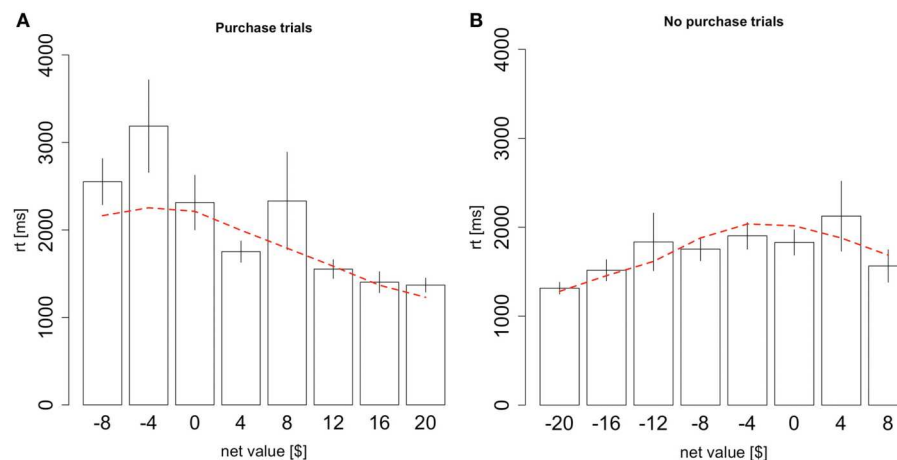 A
Purchase trials
rt [ms]
4000
3000
2000
1000
0
-8 -4 0 4 8 12 16 20
net value [$]
B
No purchase trials
rt [ms]
4000
3000
2000
1000
0
-20 -16 -12 -8 -4 0 4 8
net value [$]